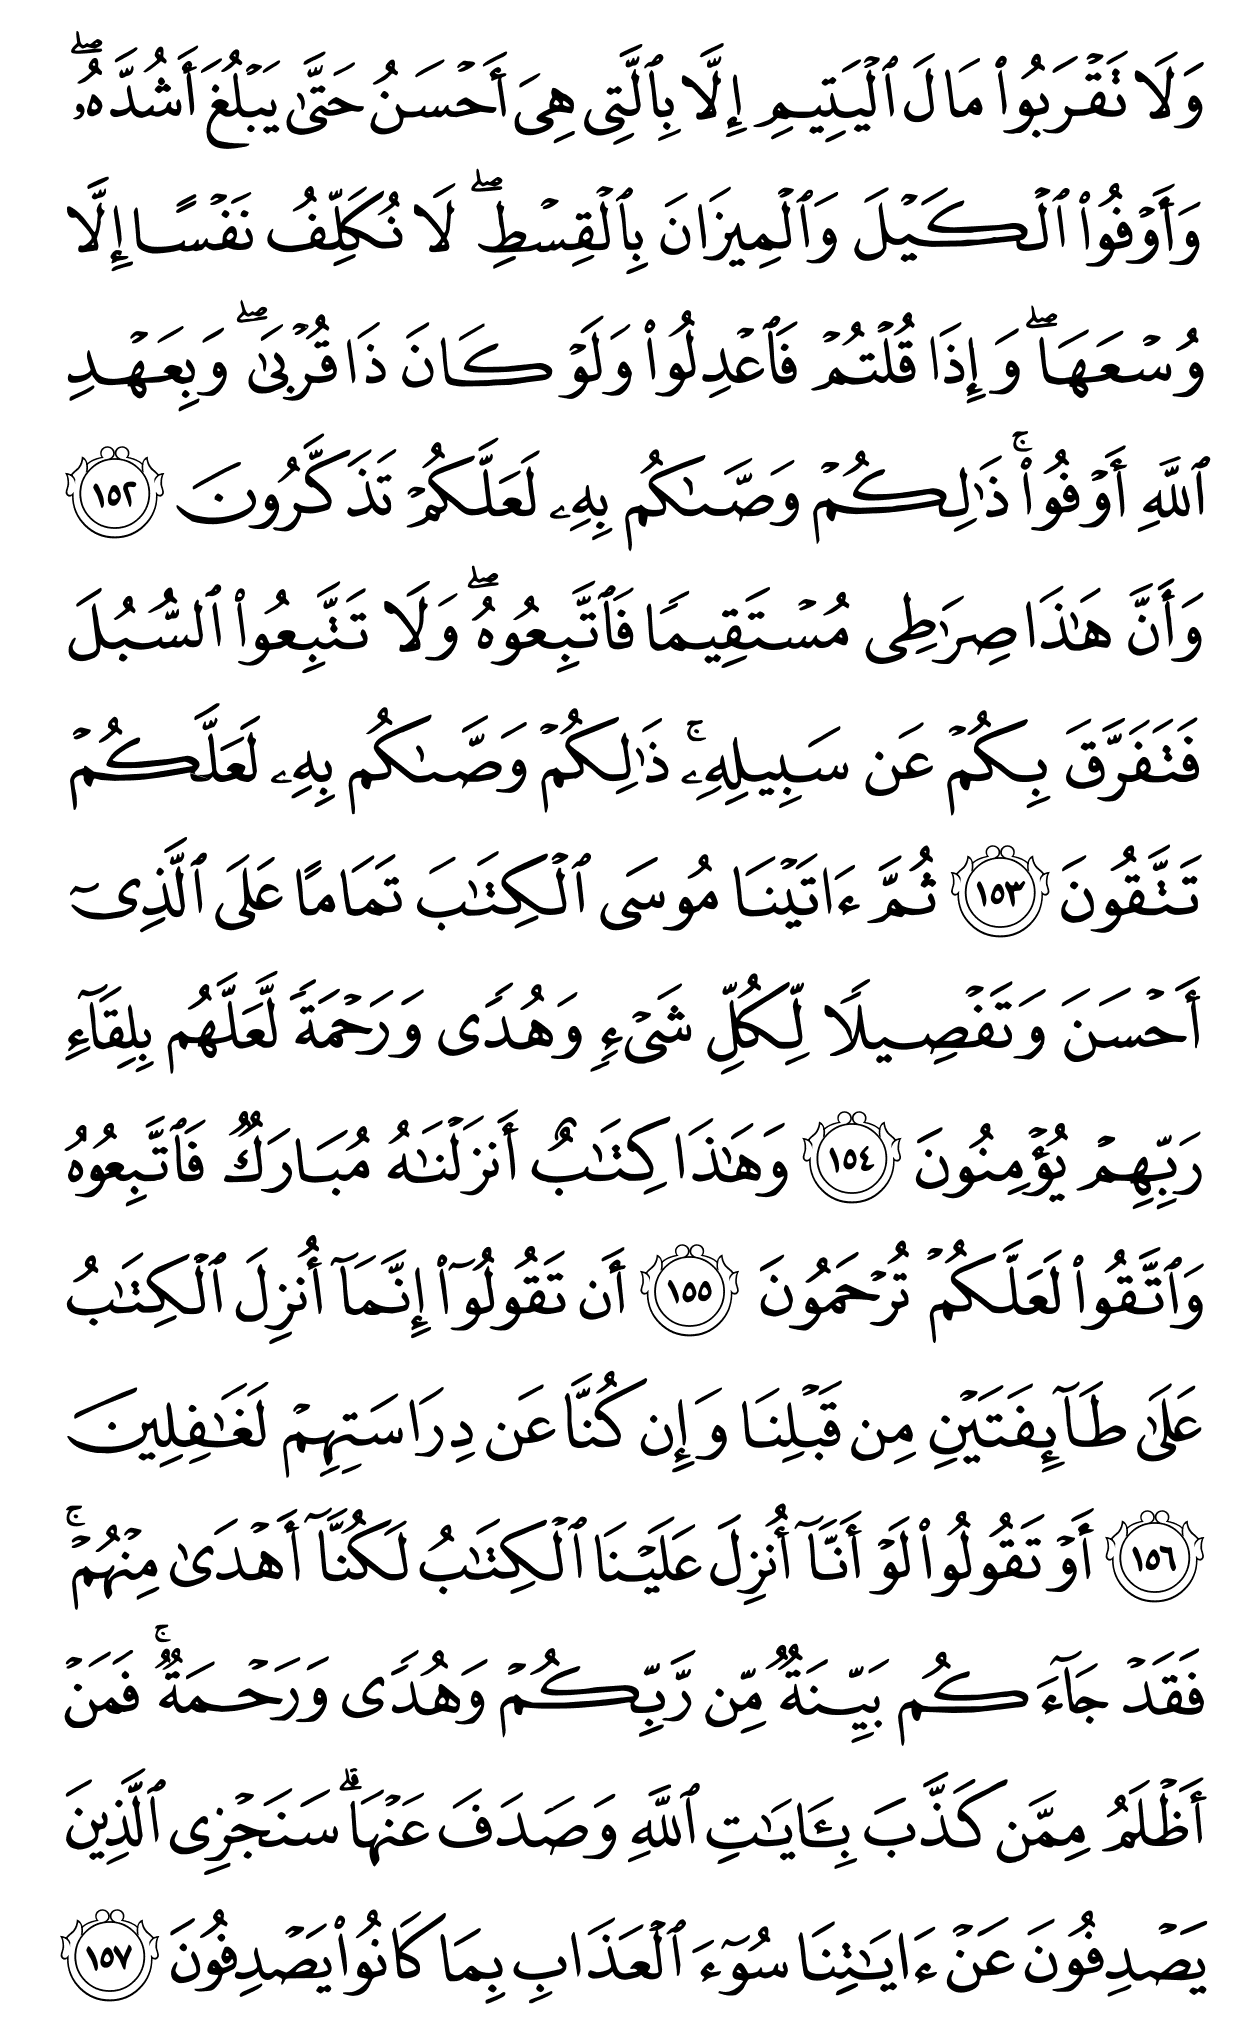 وَلَا تَقْرَبُوا۟ مَالَ ٱلْيَتِيمِ إِلَّا بِٱلَّتِى هِىَ أَحْسَنُ حَتَّىٰ يَبْلُغَ أَشُدَّهُۥ ۖ
وَأَوْفُوا۟ ٱلْكَيْلَ وَٱلْمِيزَانَ بِٱلْقِسْطِ ۖ لَا نُكَلِّفُ نَفْسًا إِلَّا
وُسْعَهَا ۖ وَإِذَا قُلْتُمْ فَٱعْدِلُوا۟ وَلَوْ كَانَ ذَا قُرْبَىٰ ۖ وَبِعَهْدِ
ٱللَّهِ أَوْفُوا۟ ۚ ذَٰلِكُمْ وَصَّىٰكُم بِهِۦ لَعَلَّكُمْ تَذَكَّرُونَ ١٥٢
وَأَنَّ هَٰذَا صِرَٰطِى مُسْتَقِيمًا فَٱتَّبِعُوهُ ۖ وَلَا تَتَّبِعُوا۟ ٱلسُّبُلَ
فَتَفَرَّقَ بِكُمْ عَن سَبِيلِهِۦ ۚ ذَٰلِكُمْ وَصَّىٰكُم بِهِۦ لَعَلَّكُمْ
تَتَّقُونَ ١٥٣ ثُمَّ ءَاتَيْنَا مُوسَى ٱلْكِتَٰبَ تَمَامًا عَلَى ٱلَّذِىٓ
أَحْسَنَ وَتَفْصِيلًا لِّكُلِّ شَىْءٍ وَهُدًى وَرَحْمَةً لَّعَلَّهُم بِلِقَآءِ
رَبِّهِمْ يُؤْمِنُونَ ١٥٤ وَهَٰذَا كِتَٰبٌ أَنزَلْنَٰهُ مُبَارَكٌ فَٱتَّبِعُوهُ
وَٱتَّقُوا۟ لَعَلَّكُمْ تُرْحَمُونَ ١٥٥ أَن تَقُولُوٓا۟ إِنَّمَآ أُنزِلَ ٱلْكِتَٰبُ
عَلَىٰ طَآئِفَتَيْنِ مِن قَبْلِنَا وَإِن كُنَّا عَن دِرَاسَتِهِمْ لَغَٰفِلِينَ
١٥٦ أَوْ تَقُولُوا۟ لَوْ أَنَّآ أُنزِلَ عَلَيْنَا ٱلْكِتَٰبُ لَكُنَّآ أَهْدَىٰ مِنْهُمْ ۚ
فَقَدْ جَآءَكُم بَيِّنَةٌ مِّن رَّبِّكُمْ وَهُدًى وَرَحْمَةٌ ۚ فَمَنْ
أَظْلَمُ مِمَّن كَذَّبَ بِـَٔايَٰتِ ٱللَّهِ وَصَدَفَ عَنْهَا ۗ سَنَجْزِى ٱلَّذِينَ
يَصْدِفُونَ عَنْ ءَايَٰتِنَا سُوٓءَ ٱلْعَذَابِ بِمَا كَانُوا۟ يَصْدِفُونَ ١٥٧